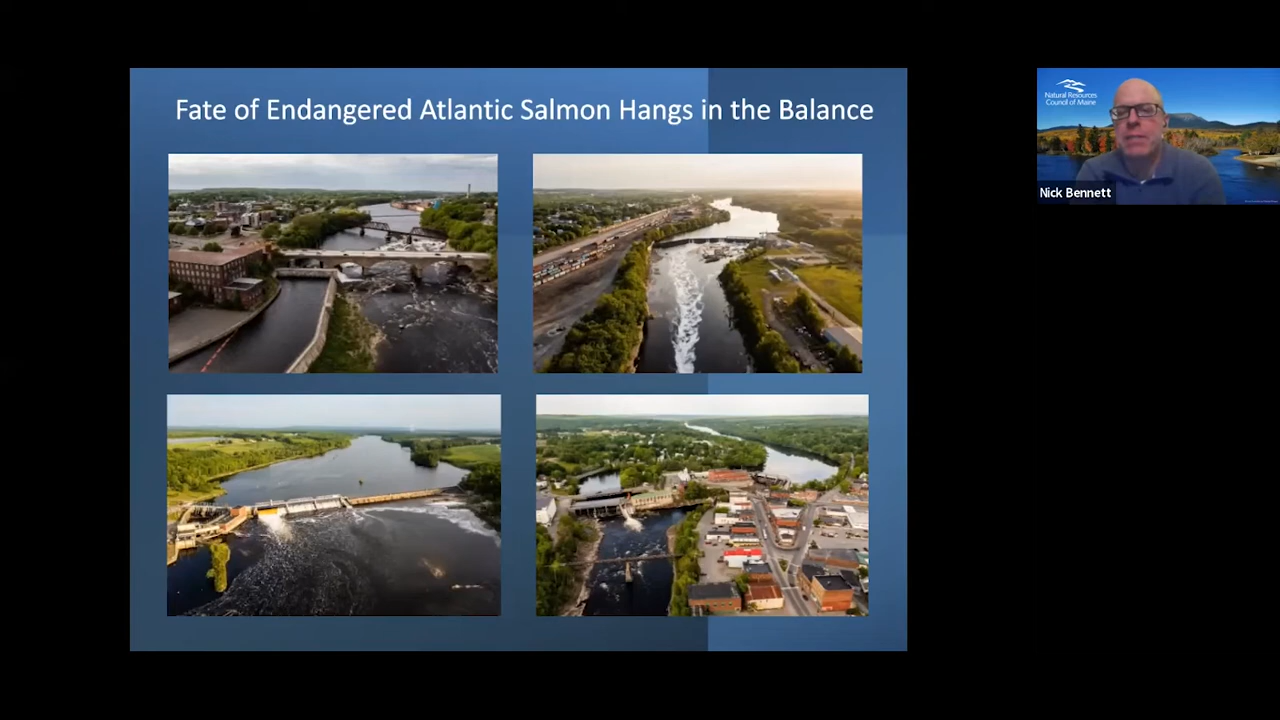 Fate of Endangered Atlantic Salmon Hangs in the Balance
Natural Resources
Council of Maine
Nick Bennett